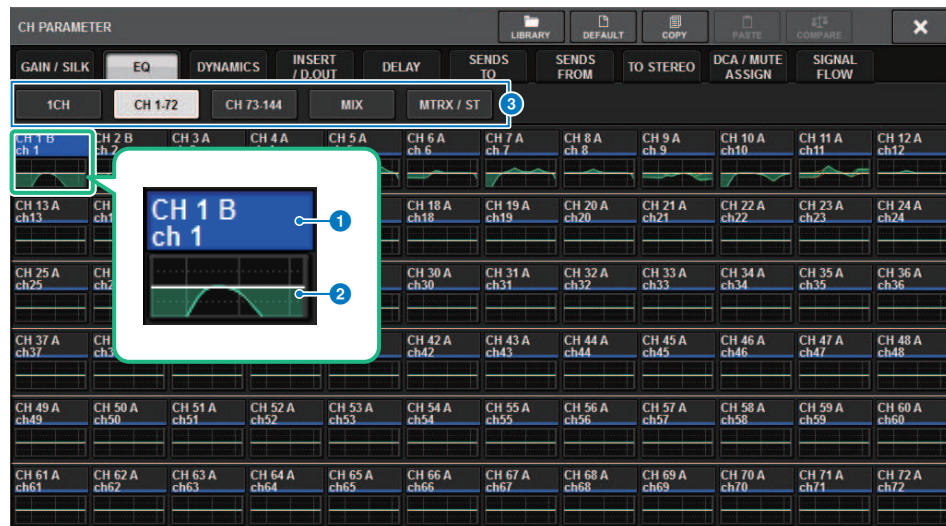 CH PARAMETER
LIBRARY DEFAULT COPY PASTE COMPARE
GAIN / SILK EQ DYNAMICS INSERT / D.OUT DELAY SENDS TO SENDS FROM TO STEREO DCA / MUTE ASSIGN SIGNAL FLOW
1CH CH 1-72 CH 73-144 MIX MTRX / ST 3
CH 1 B CH 2 B CH 3 A CH 4 A CH 5 A CH 6 A CH 7 A CH 8 A CH 9 A CH 10 A CH 11 A CH 12 A
ch 1 ch 2 ch 6 ch 7 ch 8 ch 9 ch10 ch11 ch12
CH 1 B 1
ch 1
2
CH 13 A CH CH 18 A CH 19 A CH 20 A CH 21 A CH 22 A CH 23 A CH 24 A
ch13 ch18 ch19 ch20 ch21 ch22 ch23 ch24
CH 25 A CH CH 30 A CH 31 A CH 32 A CH 33 A CH 34 A CH 35 A CH 36 A
ch25 ch30 ch31 ch32 ch33 ch34 ch35 ch36
CH 37 A CH CH 42 A CH 43 A CH 44 A CH 45 A CH 46 A CH 47 A CH 48 A
ch37 ch42 ch43 ch44 ch45 ch46 ch47 ch48
CH 49 A CH 50 A CH 51 A CH 52 A CH 53 A CH 54 A CH 55 A CH 56 A CH 57 A CH 58 A CH 59 A CH 60 A
ch49 ch50 ch51 ch52 ch53 ch54 ch55 ch56 ch57 ch58 ch59 ch60
CH 61 A CH 62 A CH 63 A CH 64 A CH 65 A CH 66 A CH 67 A CH 68 A CH 69 A CH 70 A CH 71 A CH 72 A
ch61 ch62 ch63 ch64 ch65 ch66 ch67 ch68 ch69 ch70 ch71 ch72